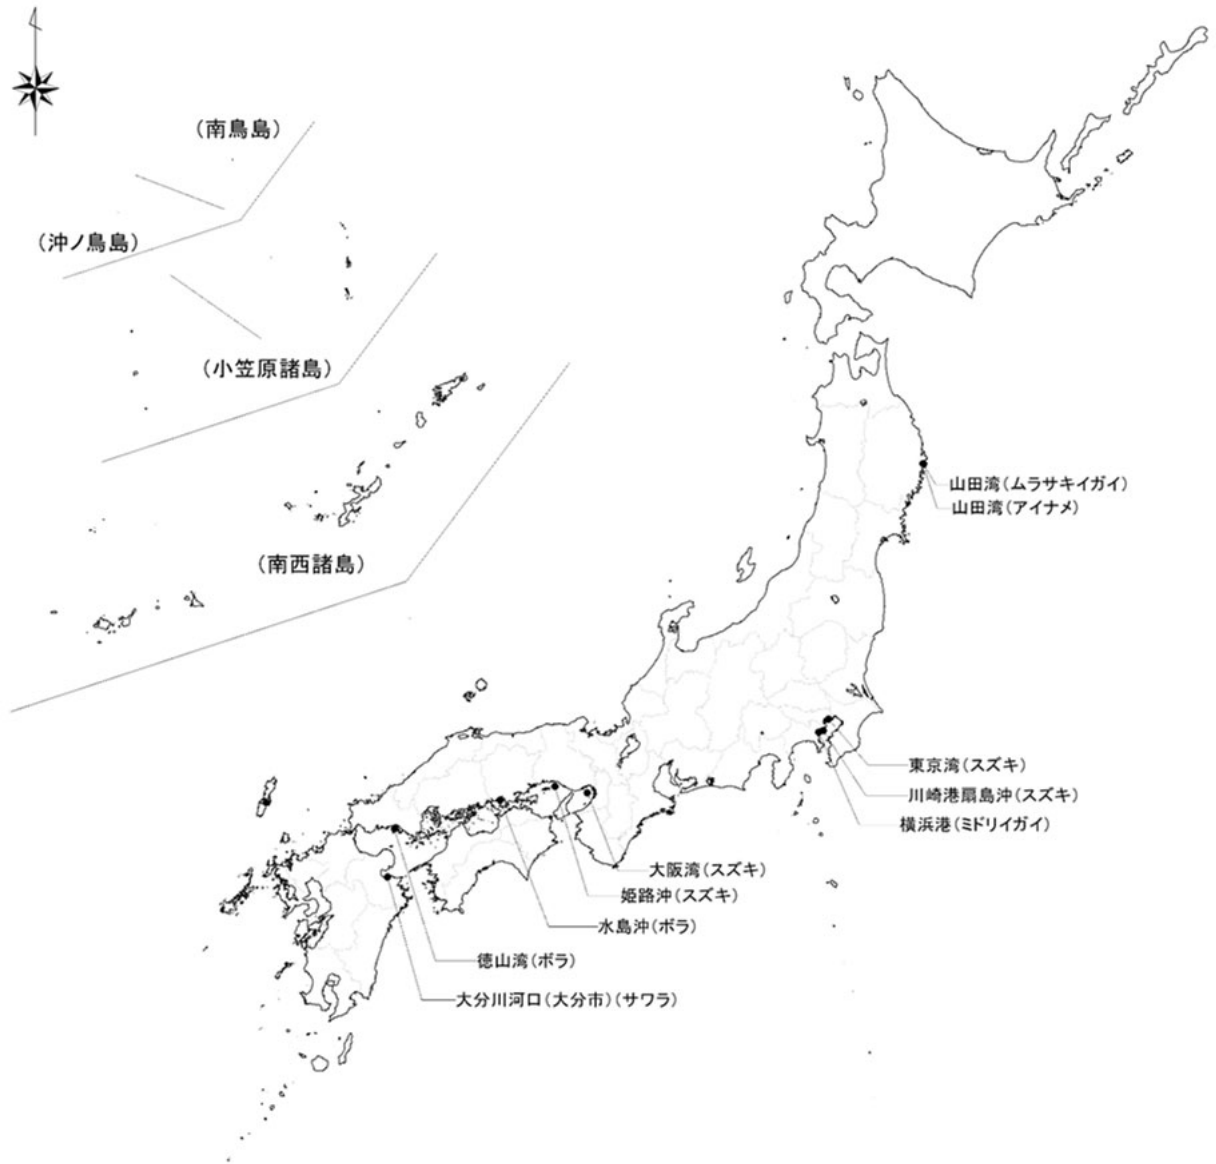 (南鳥島)
(沖ノ鳥島)
(小笠原諸島)
(南西諸島)
山田湾(ムラサキイガイ)
山田湾(アイナメ)
東京湾(スズキ)
川崎港扇島沖(スズキ)
横浜港(ミドリイガイ)
大阪湾(スズキ)
姫路沖(スズキ)
水島沖(ボラ)
徳山湾(ボラ)
大分川河口(大分市)(サワラ)